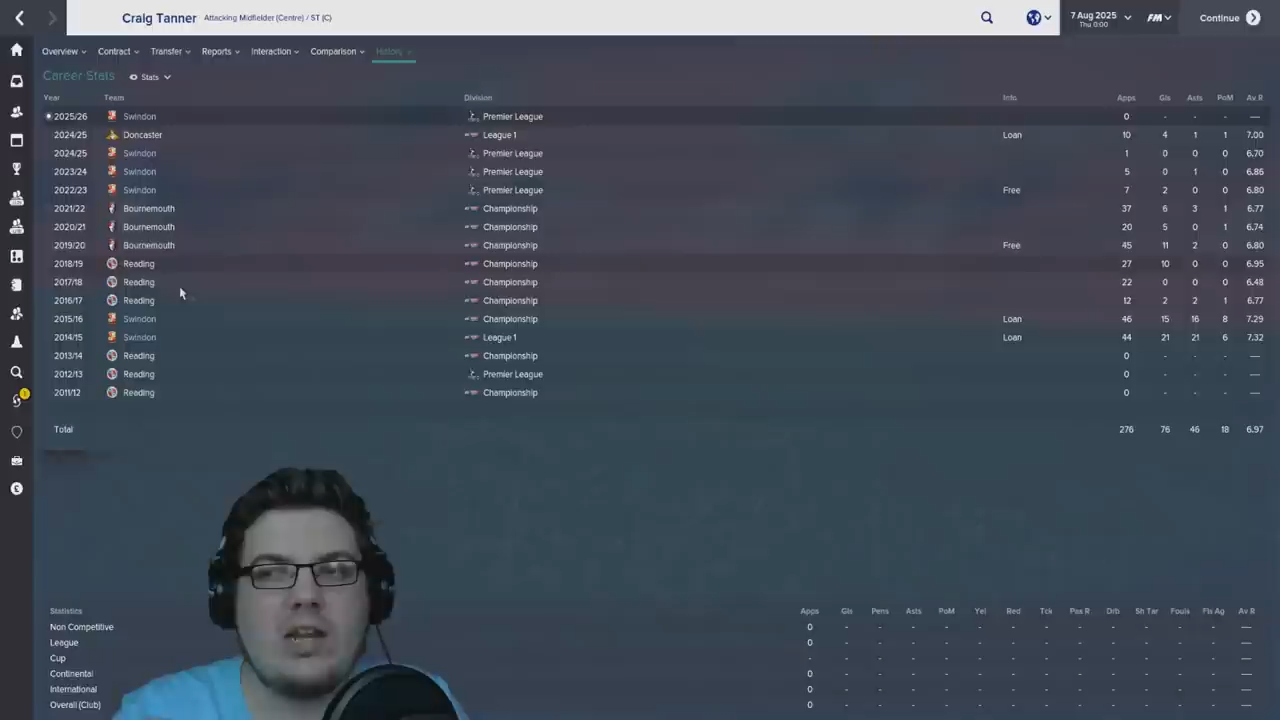 Craig Tanner Attacking Midfielder (Centre) / ST (C) 7 Aug 2025 FM Continue
Thu 0:00
Overview Contract Transfer Reports Interaction Comparison History
Career Stats Stats
Year Team Division Info Apps Gls Asts PoM Av R
2025/26 Swindon Premier League 0 - - - —
2024/25 Doncaster League 1 Loan 10 4 1 1 7.00
2024/25 Swindon Premier League 1 0 0 0 6.70
2023/24 Swindon Premier League 5 0 1 0 6.86
2022/23 Swindon Premier League Free 7 2 0 0 6.80
2021/22 Bournemouth Championship 37 6 3 1 6.77
2020/21 Bournemouth Championship 20 5 0 1 6.74
2019/20 Bournemouth Championship Free 45 11 2 0 6.80
2018/19 Reading Championship 27 10 0 0 6.95
2017/18 Reading Championship 22 0 0 0 6.48
2016/17 Reading Championship 12 2 2 1 6.77
2015/16 Swindon Championship Loan 46 15 16 8 7.29
2014/15 Swindon League 1 Loan 44 21 21 6 7.32
2013/14 Reading Championship 0 - - - —
2012/13 Reading Premier League 0 - - - —
2011/12 Reading Championship 0 - - - —
Total 276 76 46 18 6.97
Statistics Apps Gls Pens Asts PoM Yel Red Tck Pas R Drb Sh Tar Fouls Fls Ag Av R
Non Competitive 0 - - - - - - - - - - - - —
League 0 - - - - - - - - - - - - —
Cup - - - - - - - - - - - - - —
Continental 0 - - - - - - - - - - - - —
International 0 - - - - - - - - - - - - —
Overall (Club) 0 - - - - - - - - - - - - —